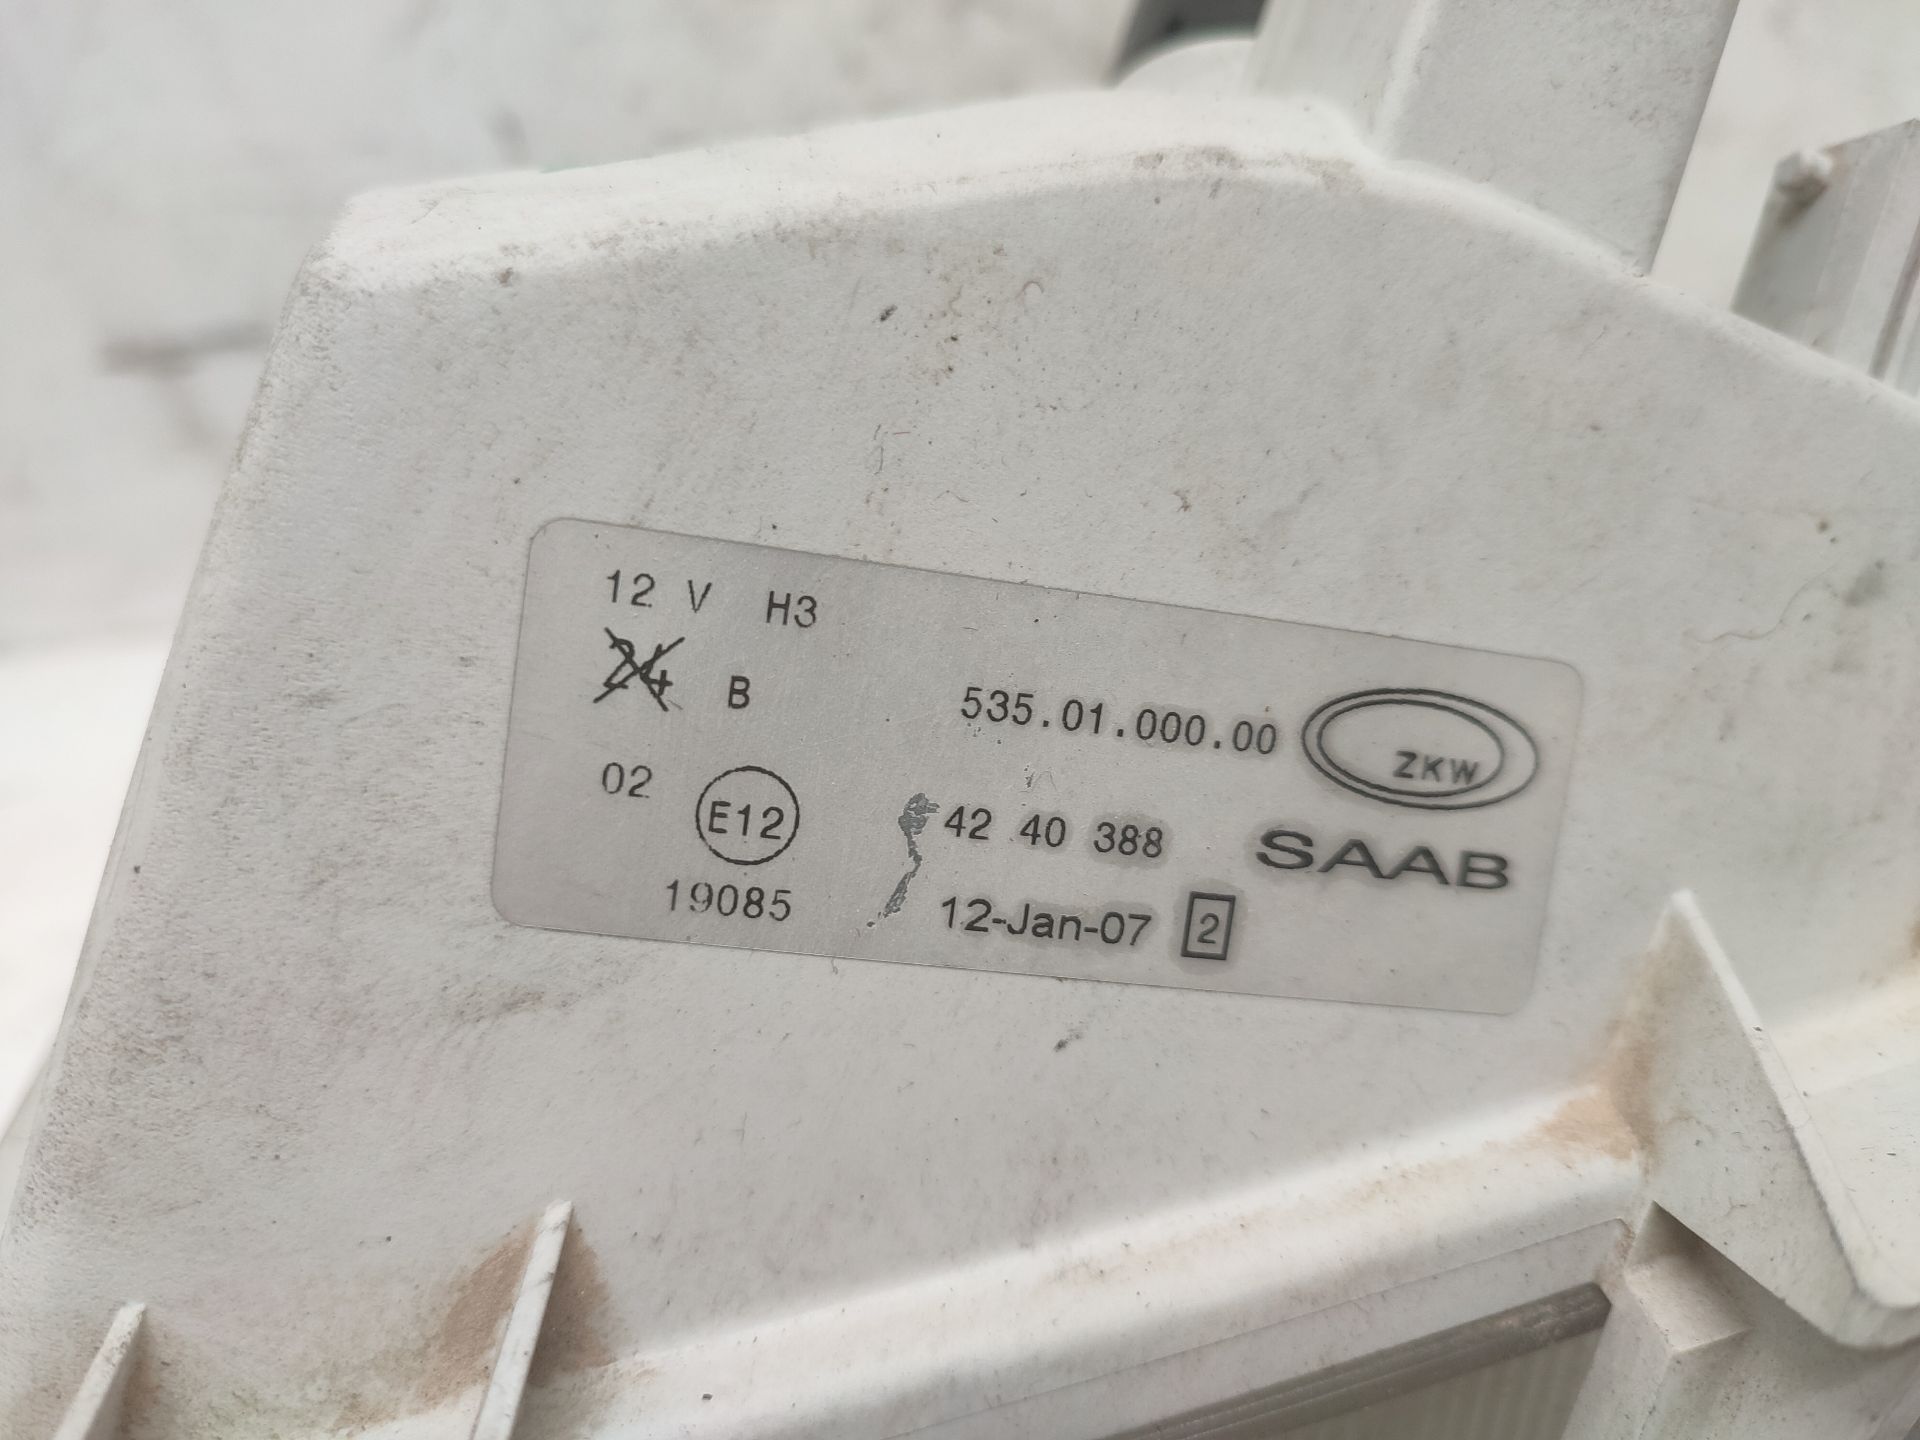 12 V H3
24 B
535.01.000.00 ZKW
02 E12
42 40 388 SAAB
19085
12-Jan-07 2